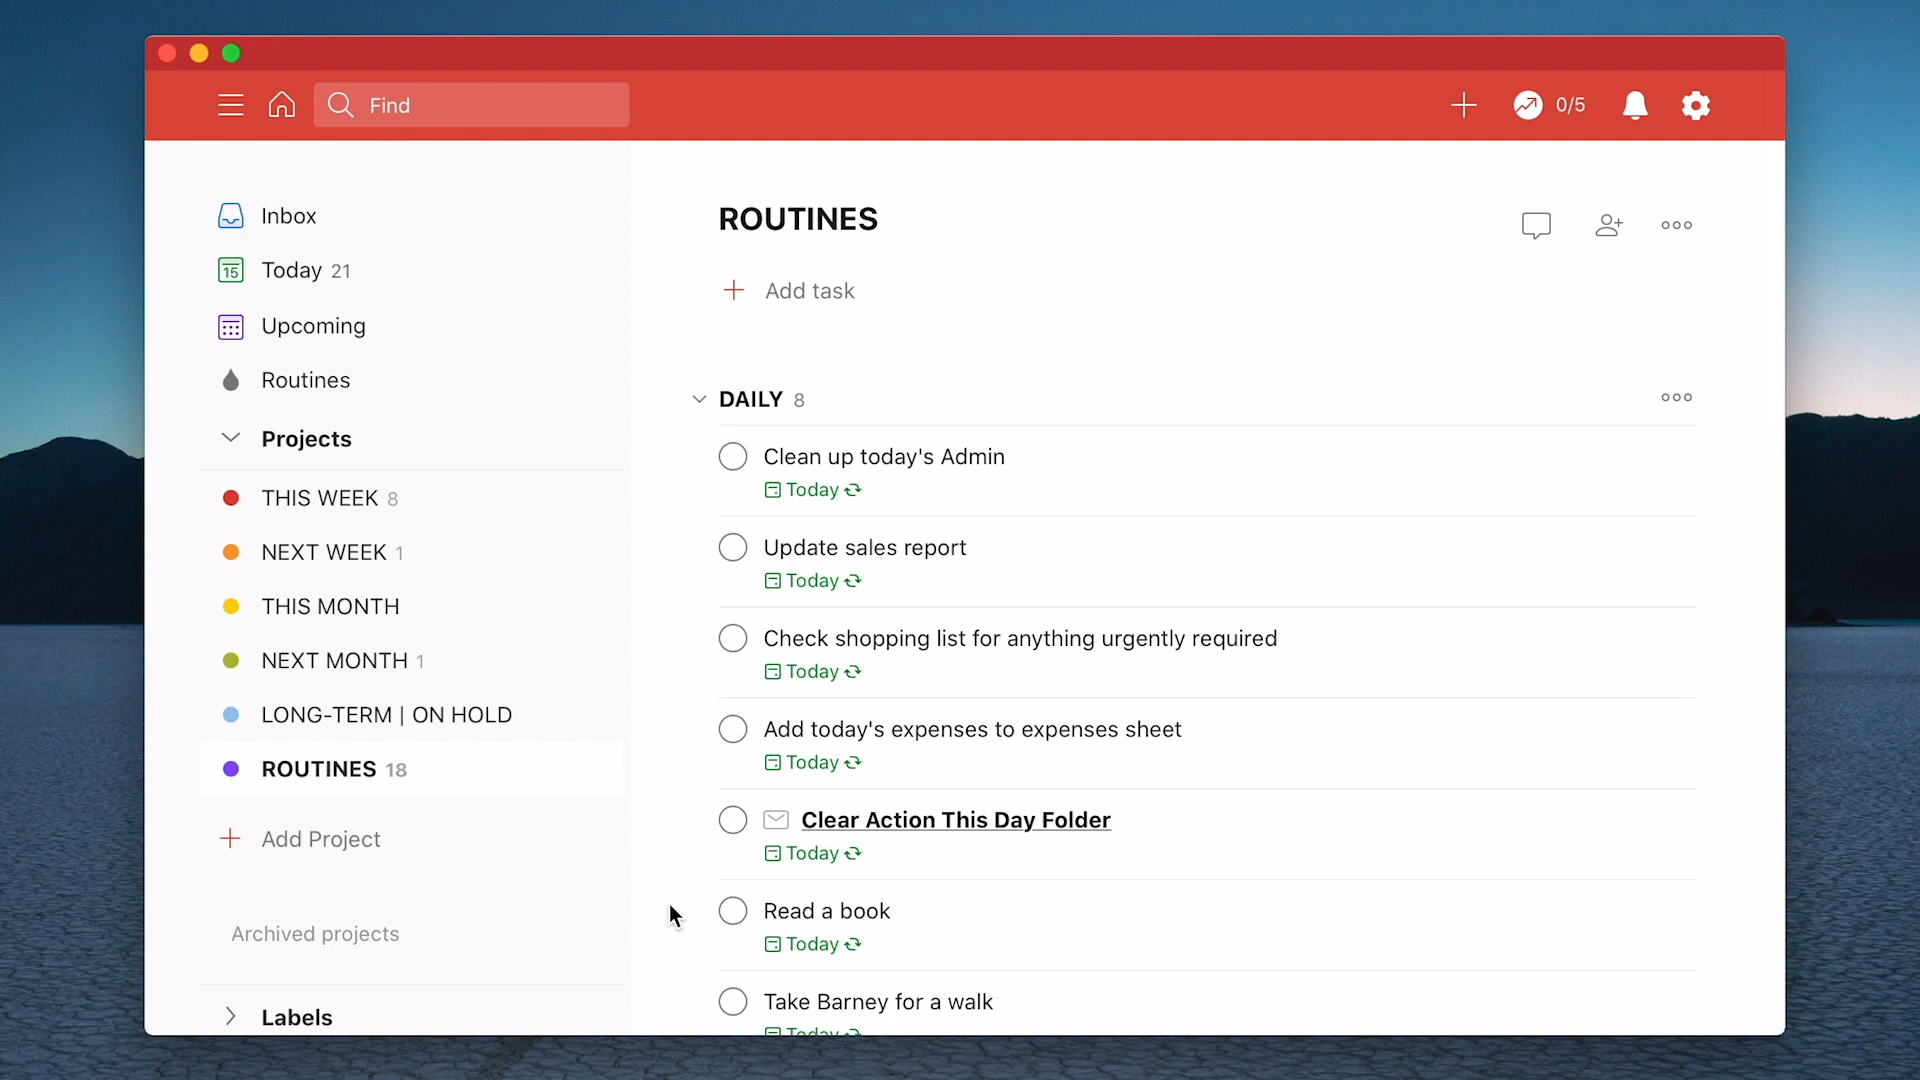 Find
0/5
Inbox
15
Today 21
Upcoming
Routines
Projects
THIS WEEK 8
NEXT WEEK 1
THIS MONTH
NEXT MONTH 1
LONG-TERM | ON HOLD
ROUTINES 18
Add Project
Archived projects
Labels
ROUTINES
Add task
DAILY 8
Clean up today's Admin
Today
Update sales report
Today
Check shopping list for anything urgently required
Today
Add today's expenses to expenses sheet
Today
Clear Action This Day Folder
Today
Read a book
Today
Take Barney for a walk
Today